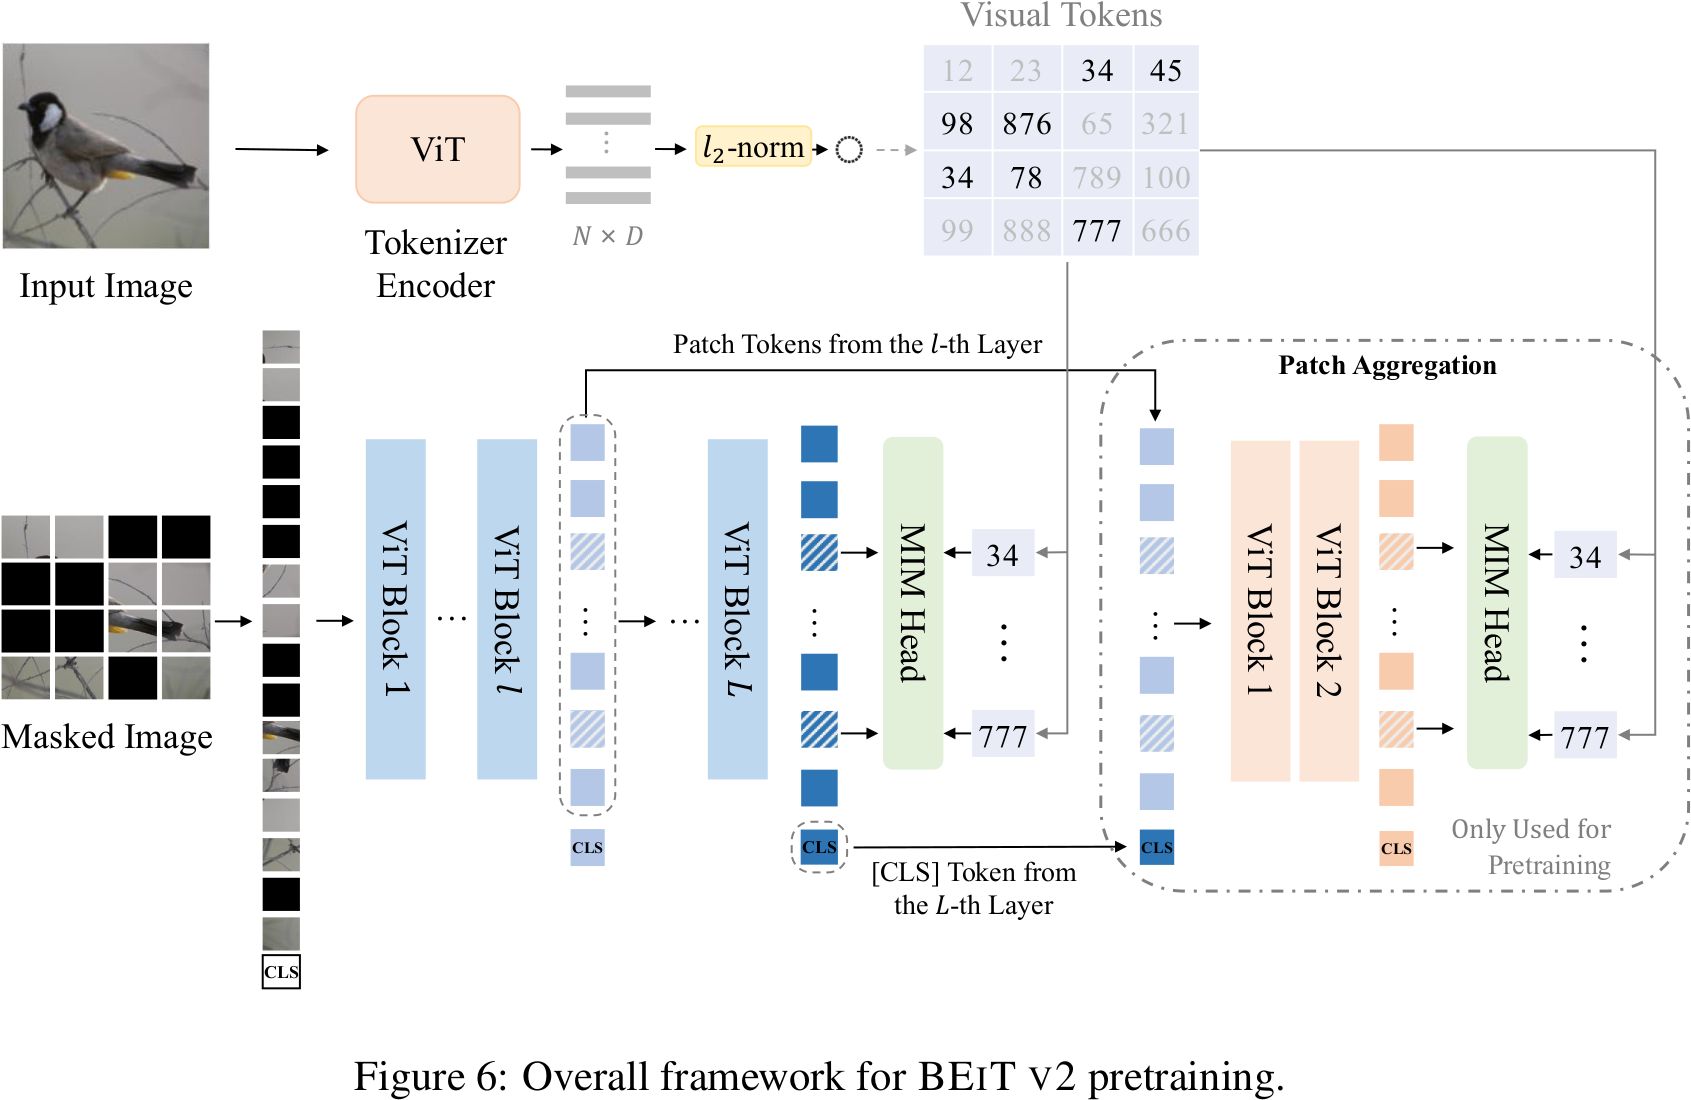 Visual Tokens
12 23 34 45
98 876 65 321
34 78 789 100
99 888 777 666
ViT
l₂-norm
N × D
Tokenizer
Encoder
Input Image
Patch Tokens from the l-th Layer
Patch Aggregation
Masked Image
ViT Block 1
...
ViT Block l
...
ViT Block L
MIM Head
34
777
ViT Block 1
ViT Block 2
MIM Head
34
777
CLS
CLS
CLS
CLS
CLS
[CLS] Token from
the L-th Layer
Only Used for
Pretraining
Figure 6: Overall framework for BEIT V2 pretraining.